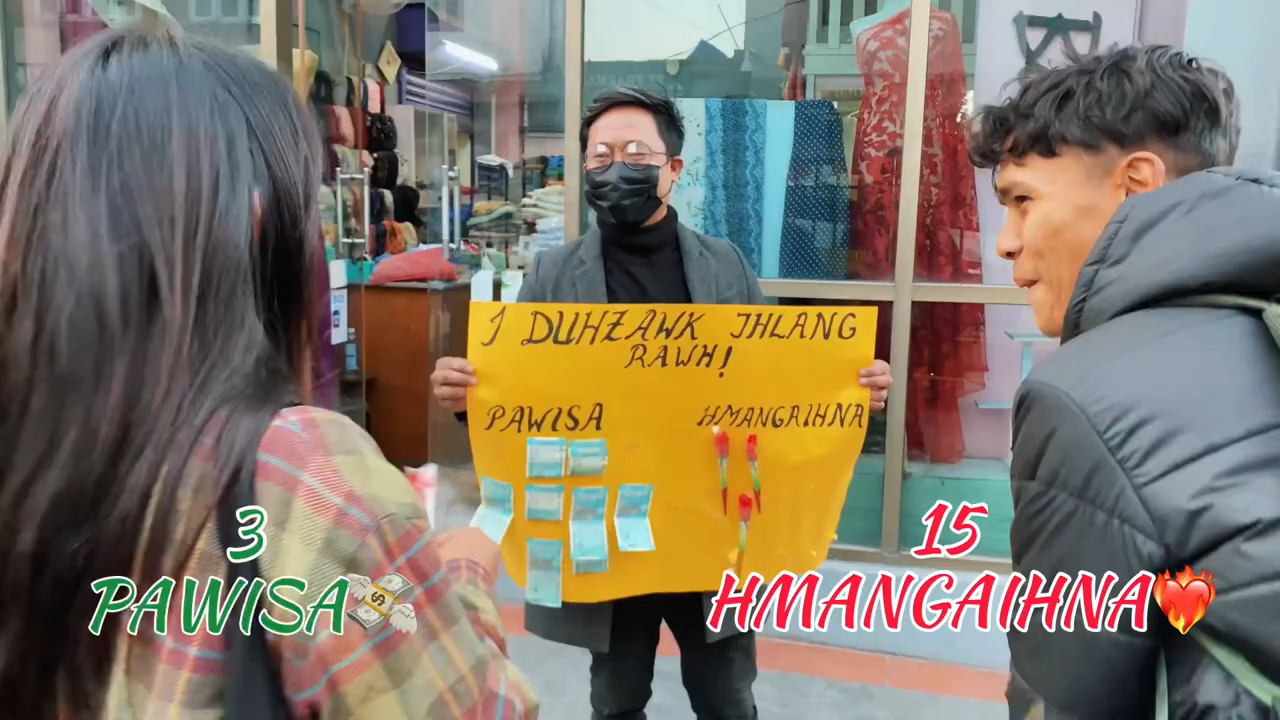 I DUHZAWK THLANG
RAWH!
PAWISA HMANGAIHNA
3
PAWISA
15
HMANGAIHNA